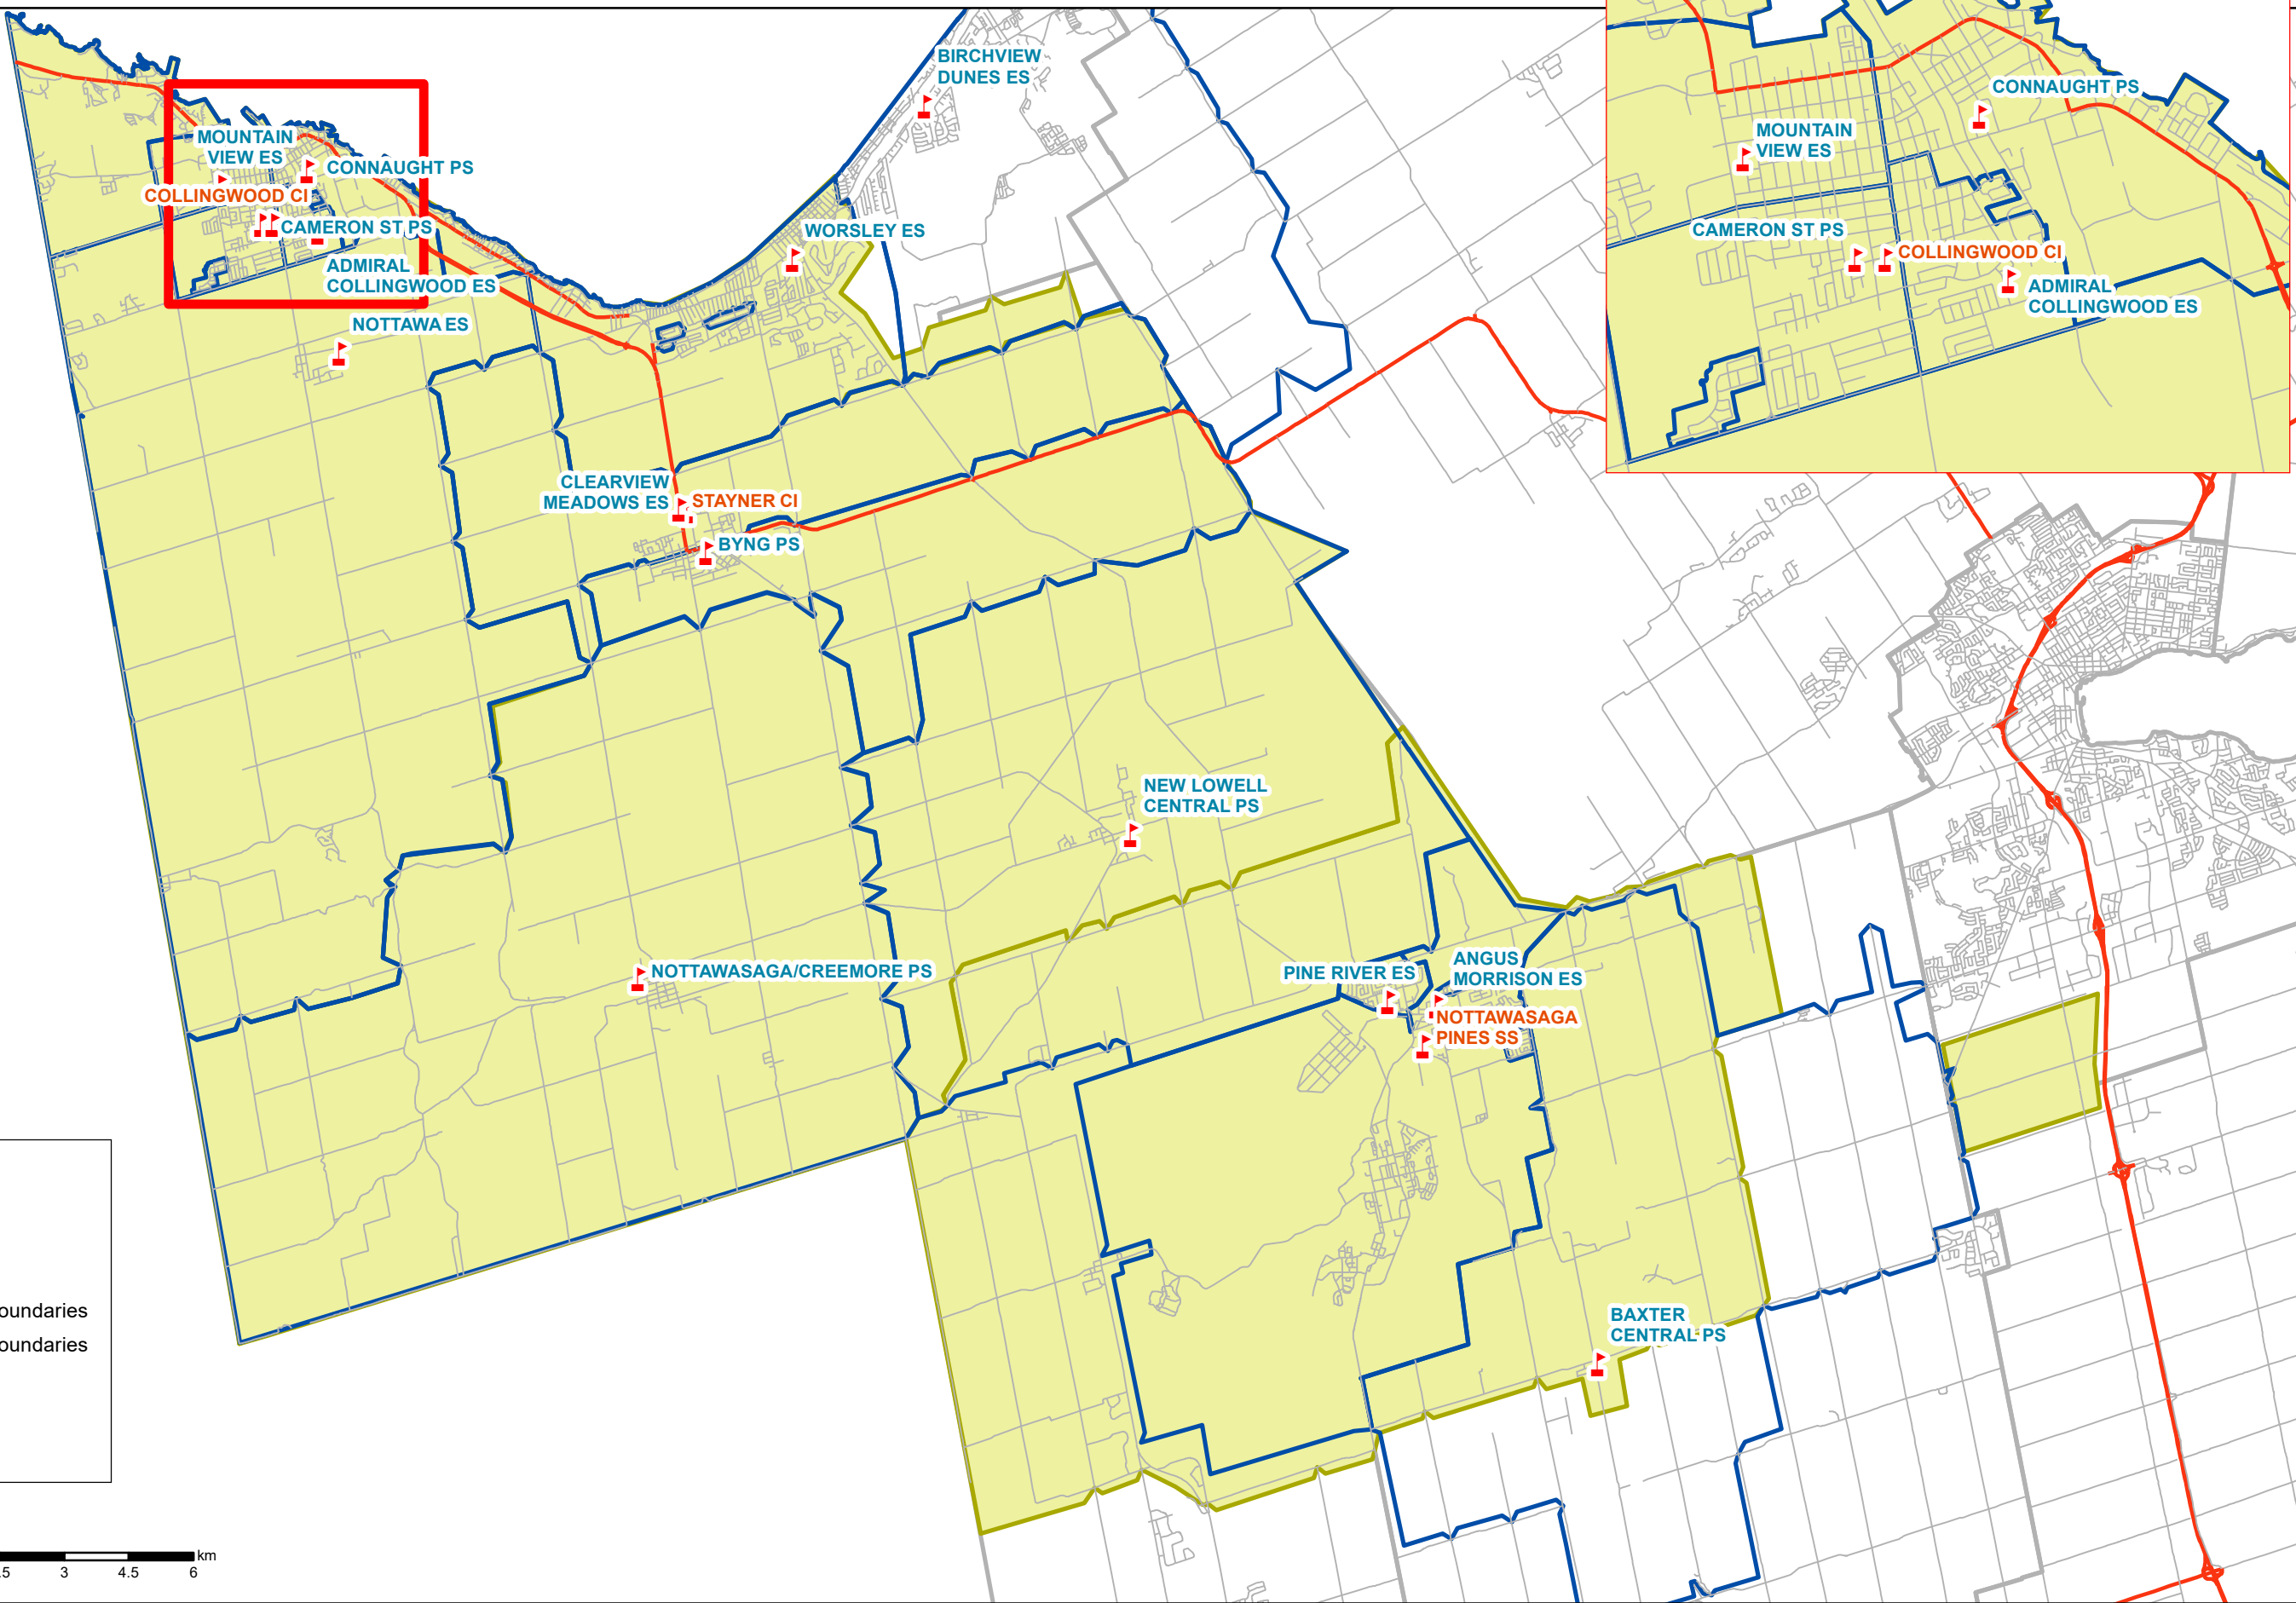 BIRCHVIEW
DUNES ES
MOUNTAIN
VIEW ES
CONNAUGHT PS
COLLINGWOOD CI
CAMERON ST PS
ADMIRAL
COLLINGWOOD ES
NOTTAWA ES
WORSLEY ES
CONNAUGHT PS
MOUNTAIN
VIEW ES
CAMERON ST PS
COLLINGWOOD CI
ADMIRAL
COLLINGWOOD ES
CLEARVIEW
MEADOWS ES
STAYNER CI
BYNG PS
NEW LOWELL
CENTRAL PS
NOTTAWASAGA/CREEMORE PS
PINE RIVER ES
ANGUS
MORRISON ES
NOTTAWASAGA
PINES SS
BAXTER
CENTRAL PS
oundaries
oundaries
km
.5 3 4.5 6